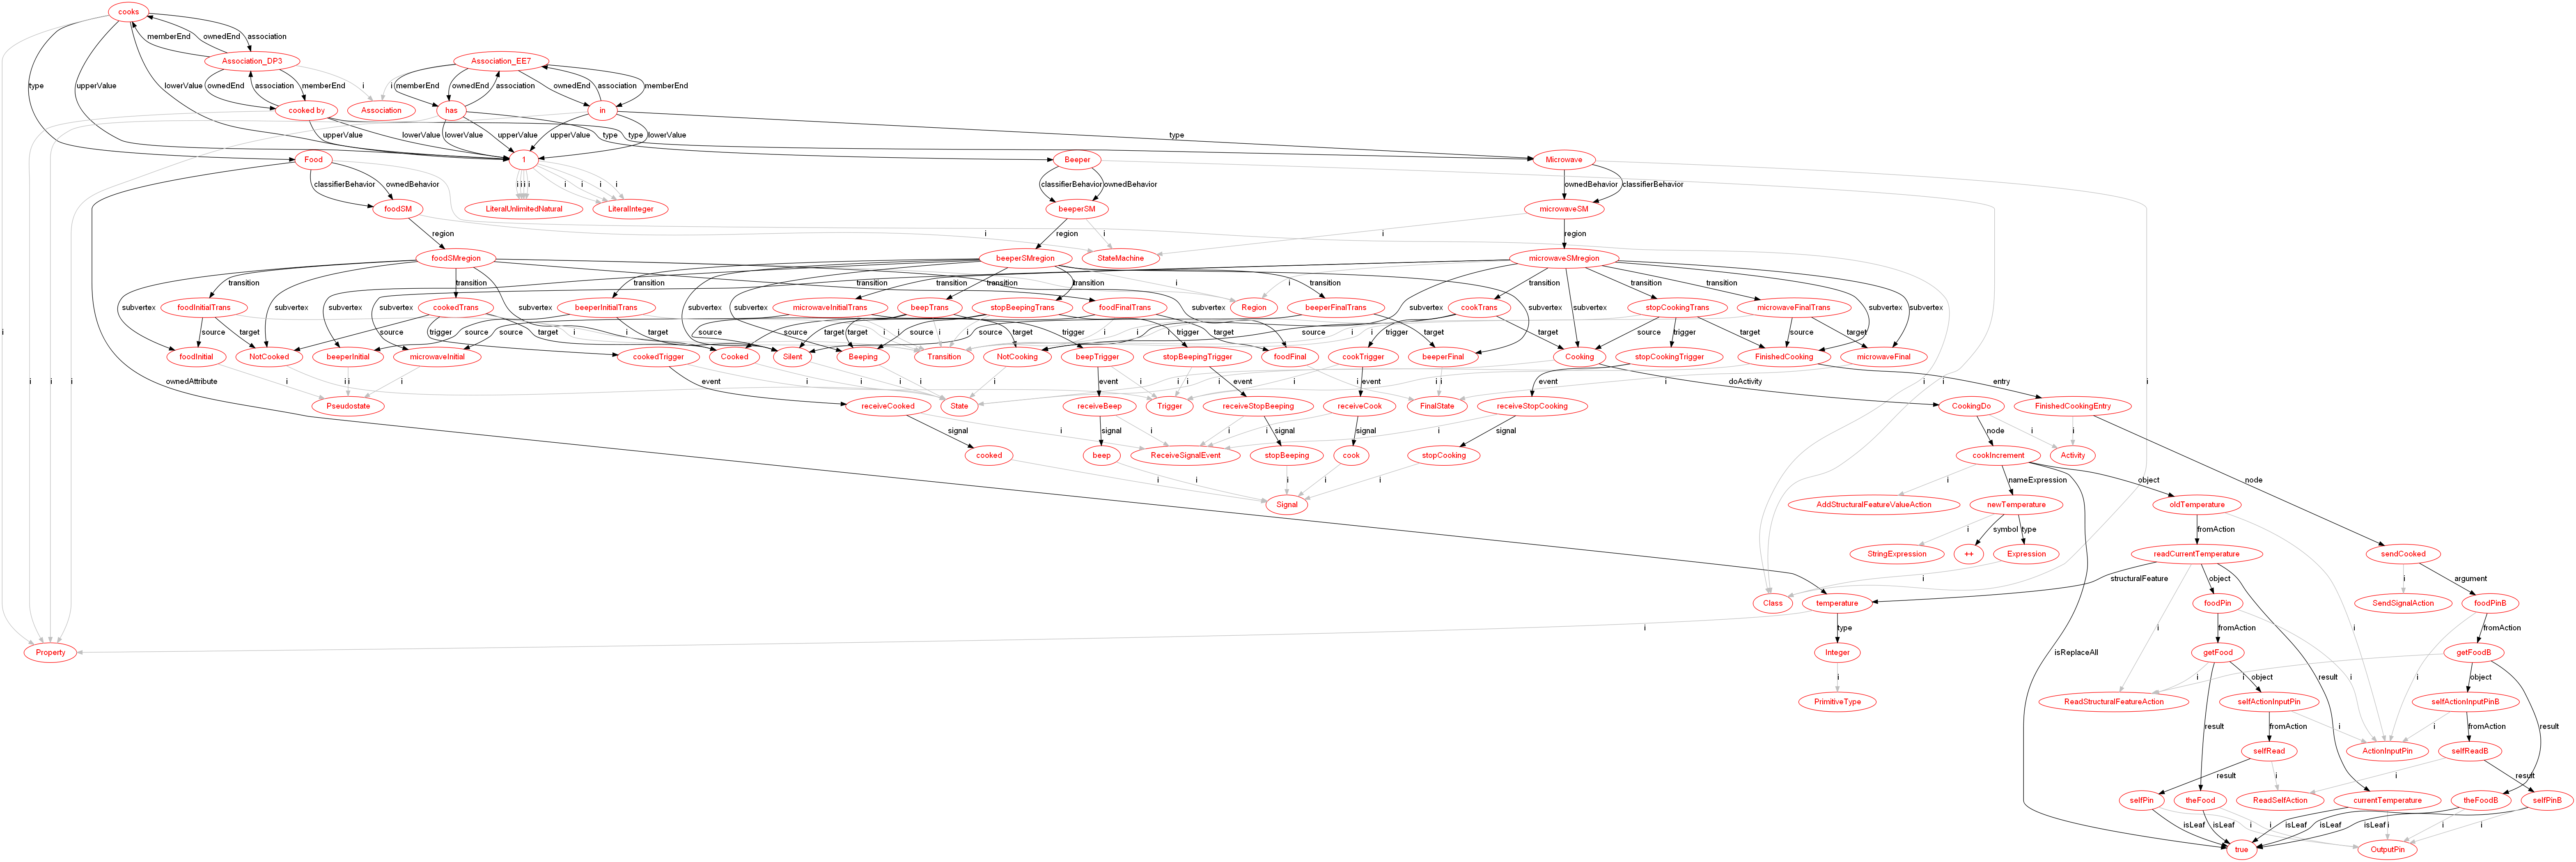 cooks
memberEnd ownedEnd association
Association_DP3 Association_EE7
type upperValue lowerValue ownedEnd association memberEnd i i memberEnd ownedEnd association ownedEnd association memberEnd
cooked by Association has in
upperValue lowerValue lowerValue upperValue type type upperValue lowerValue type
Food 1 Beeper Microwave
classifierBehavior ownedBehavior i i i i i i i i classifierBehavior ownedBehavior ownedBehavior classifierBehavior
foodSM LiteralUnlimitedNatural LiteralInteger beeperSM microwaveSM
region i region i i region
foodSMregion beeperSMregion StateMachine microwaveSMregion
transition transition transition transition transition transition transition i transition transition transition transition
foodInitialTrans cookedTrans beeperInitialTrans microwaveInitialTrans beepTrans stopBeepingTrans foodFinalTrans Region beeperFinalTrans cookTrans stopCookingTrans microwaveFinalTrans
subvertex subvertex subvertex subvertex subvertex subvertex subvertex subvertex subvertex subvertex subvertex subvertex subvertex
i source target source trigger target source source target i i source target source target target trigger i i source target trigger target i i source trigger target source trigger target source target
foodInitial NotCooked beeperInitial microwaveInitial cookedTrigger Cooked Silent Beeping Transition NotCooking beepTrigger stopBeepingTrigger foodFinal cookTrigger beeperFinal Cooking stopCookingTrigger FinishedCooking microwaveFinal
ownedAttribute i i i i event i i i i event i i event i event i i i event doActivity entry
Pseudostate receiveCooked State receiveBeep Trigger receiveStopBeeping receiveCook FinalState receiveStopCooking CookingDo FinishedCookingEntry
signal i signal i i signal i signal i signal node i i
cooked beep ReceiveSignalEvent stopBeeping cook stopCooking cookIncrement Activity
i i i i i i nameExpression object node
Signal AddStructuralFeatureValueAction newTemperature oldTemperature
i symbol type fromAction
StringExpression ++ Expression readCurrentTemperature sendCooked
i i i structuralFeature object i argument
Class temperature foodPin SendSignalAction foodPinB
i type i fromAction i fromAction
Property Integer isReplaceAll getFood getFoodB
i i object result i i i object
PrimitiveType ReadStructuralFeatureAction selfActionInputPin selfActionInputPinB
result fromAction i i fromAction result
selfRead ActionInputPin selfReadB
result i i result
selfPin theFood ReadSelfAction currentTemperature theFoodB selfPinB
isLeaf isLeaf i i isLeaf i isLeaf i isLeaf i
true OutputPin